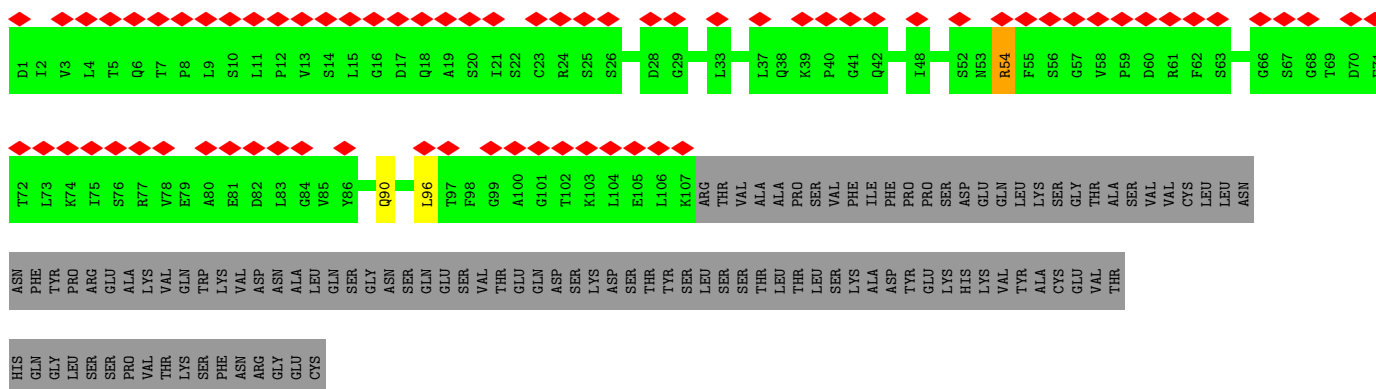 D1 I2 V3 L4 T5 Q6 T7 P8 L9 S10 L11 P12 V13 S14 L15 G16 D17 Q18 A19 S20 I21 S22 C23 R24 S25 S26 D28 G29 L33 L37 Q38 K39 P40 G41 Q42 I48 S52 N53 R54 F55 S56 G57 V58 P59 D60 R61 F62 S63 G66 S67 G68 T69 D70
T72 L73 K74 I75 S76 R77 V78 E79 A80 E81 D82 L83 G84 V85 Y86 Q90 L96 T97 F98 G99 A100 G101 T102 K103 L104 E105 L106 K107 ARG THR VAL ALA ALA PRO SER VAL PHE ILE PHE PRO PRO SER ASP GLU GLN LEU LYS SER GLY THR ALA SER VAL VAL CYS LEU LEU ASN
ASN PHE TYR PRO ARG GLU ALA LYS VAL GLN TRP LYS VAL ASP ASN ALA LEU GLN SER GLY ASN SER GLN GLU SER VAL THR GLU GLN ASP SER LYS ASP SER THR TYR SER LEU SER SER THR LEU THR LEU SER LYS ALA ASP TYR GLU LYS HIS LYS VAL TYR ALA CYS GLU VAL THR
HIS GLN GLY LEU SER SER PRO VAL THR LYS SER PHE ASN ARG GLY GLU CYS